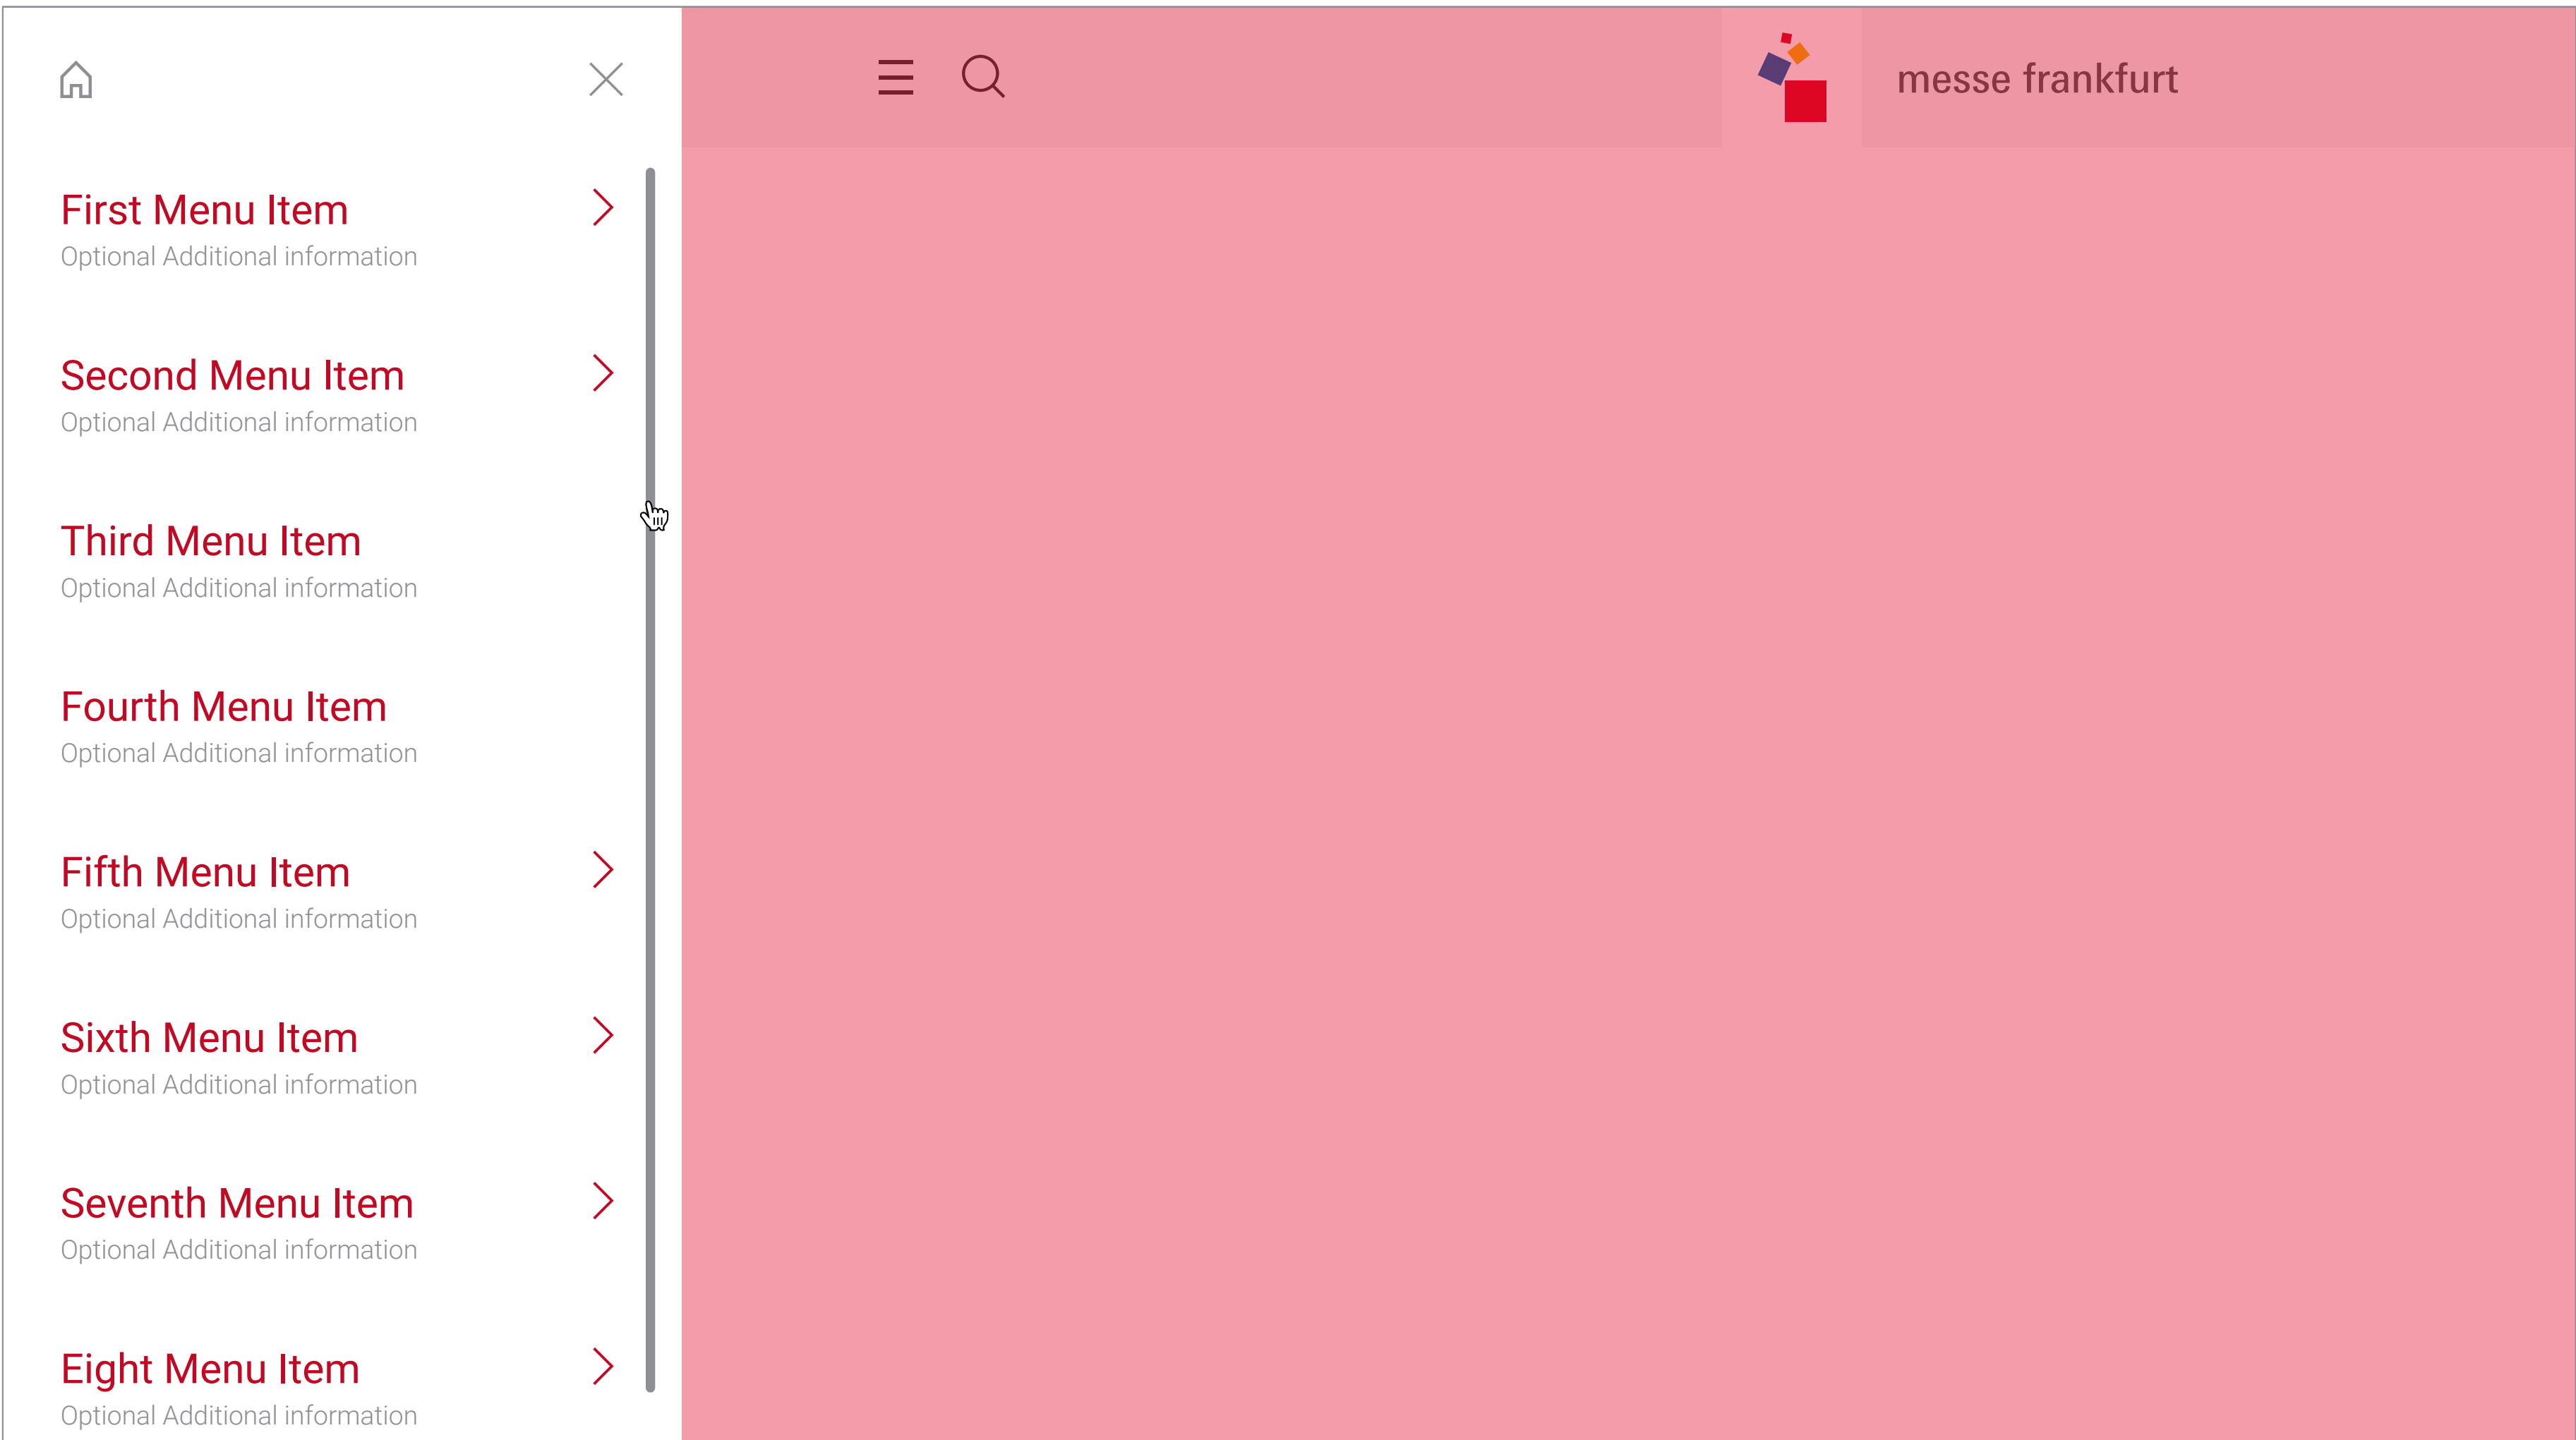 messe frankfurt
First Menu Item
Optional Additional information
Second Menu Item
Optional Additional information
Third Menu Item
Optional Additional information
Fourth Menu Item
Optional Additional information
Fifth Menu Item
Optional Additional information
Sixth Menu Item
Optional Additional information
Seventh Menu Item
Optional Additional information
Eight Menu Item
Optional Additional information